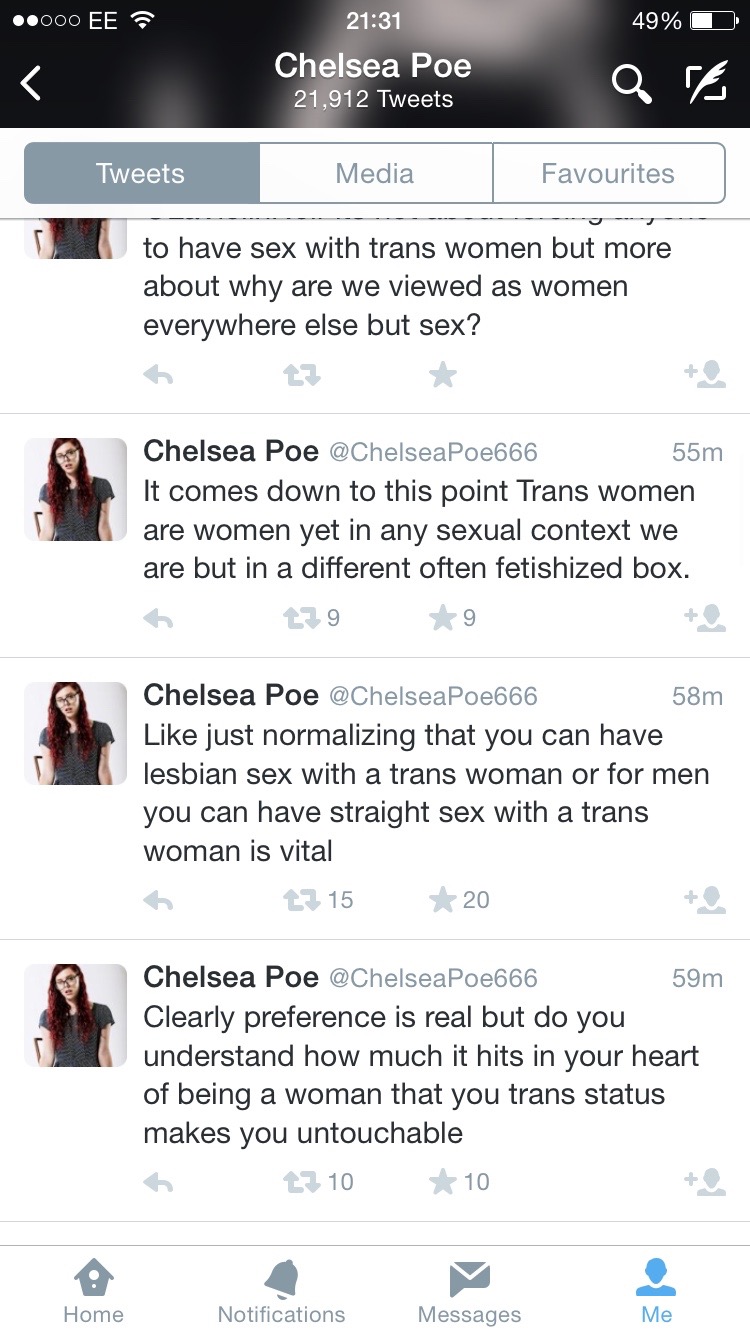 EE
21:31
49%
Chelsea Poe
21,912 Tweets
Tweets
Media
Favourites
to have sex with trans women but more
about why are we viewed as women
everywhere else but sex?
Chelsea Poe @ChelseaPoe666 55m
It comes down to this point Trans women
are women yet in any sexual context we
are but in a different often fetishized box.
9 9
Chelsea Poe @ChelseaPoe666 58m
Like just normalizing that you can have
lesbian sex with a trans woman or for men
you can have straight sex with a trans
woman is vital
15 20
Chelsea Poe @ChelseaPoe666 59m
Clearly preference is real but do you
understand how much it hits in your heart
of being a woman that you trans status
makes you untouchable
10 10
Home
Notifications
Messages
Me